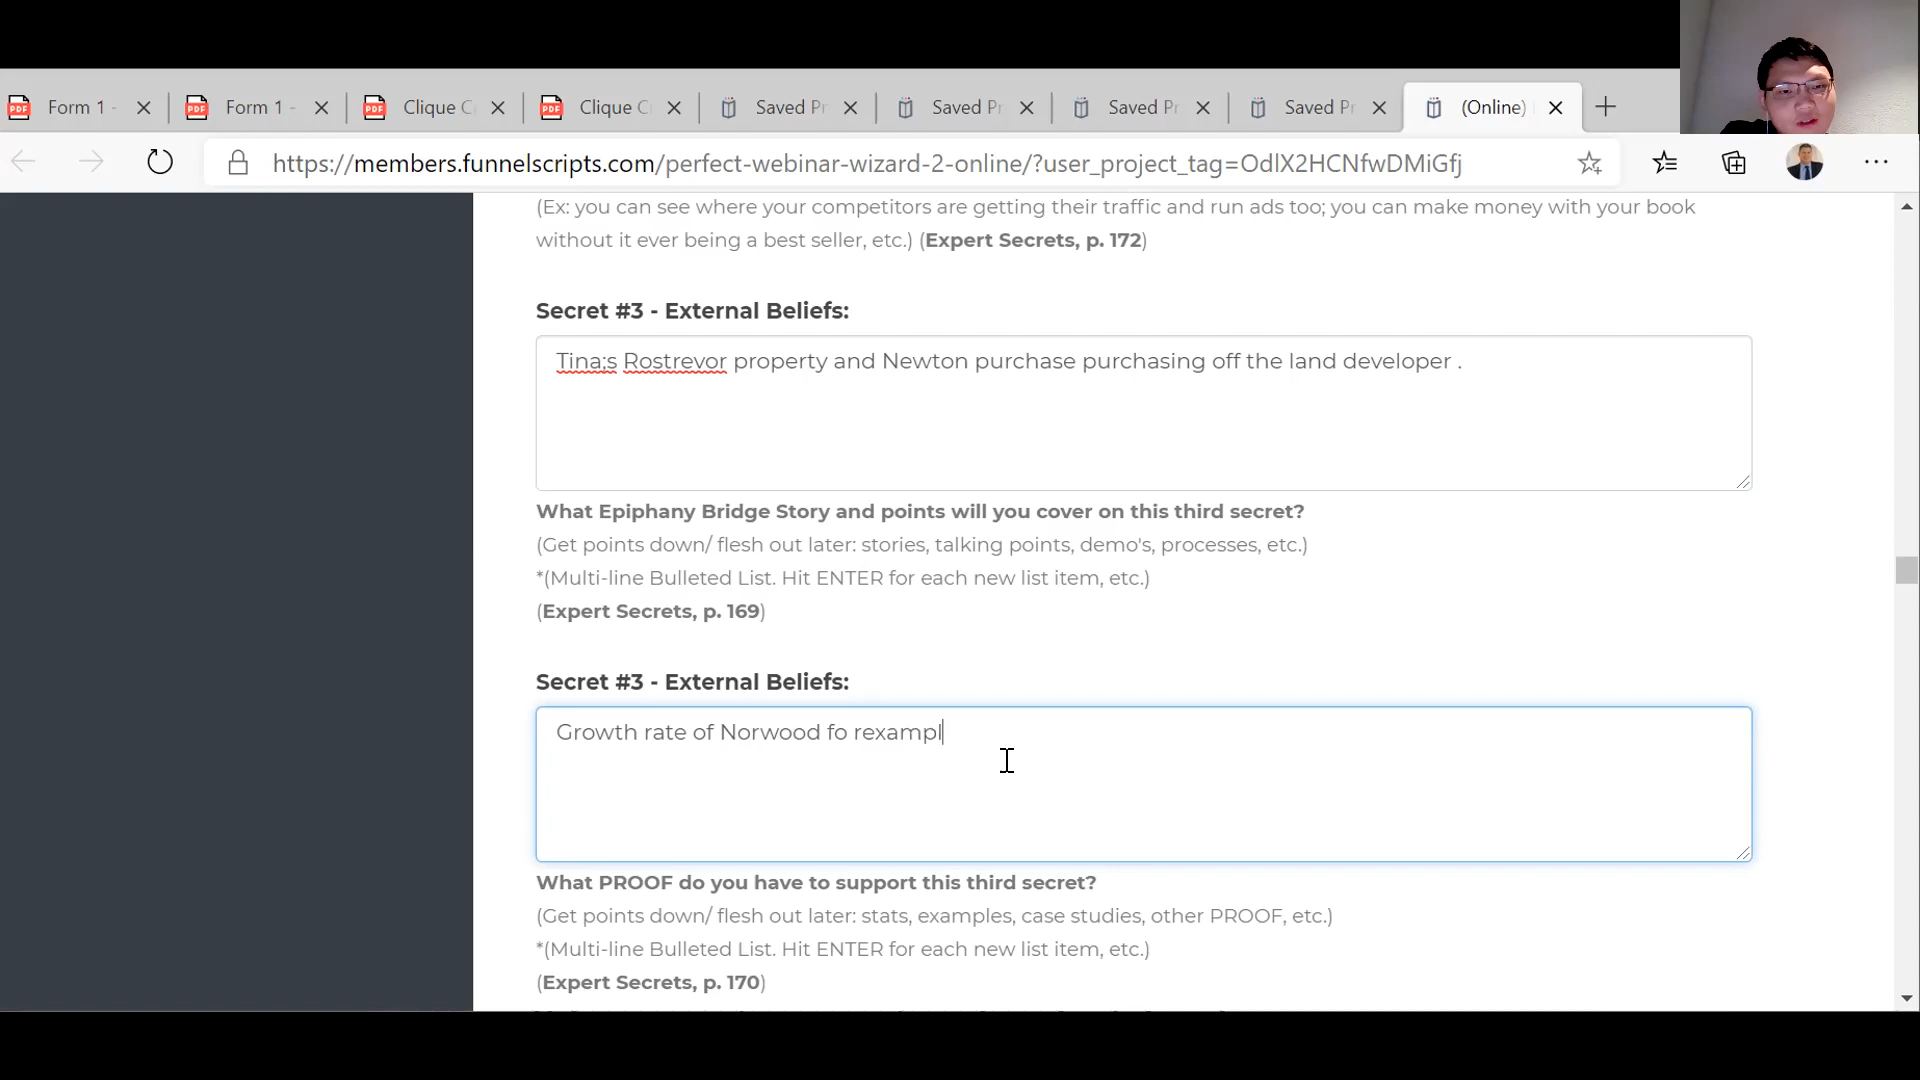 Form 1 -
Form 1 -
Clique C
Clique C
Saved Pr
Saved Pr
Saved Pr
Saved Pr
(Online)
https://members.funnelscripts.com/perfect-webinar-wizard-2-online/?user_project_tag=OdlX2HCNfwDMiGfj
(Ex: you can see where your competitors are getting their traffic and run ads too; you can make money with your book
without it ever being a best seller, etc.) (Expert Secrets, p. 172)
Secret #3 - External Beliefs:
Tina;s Rostrevor property and Newton purchase purchasing off the land developer .
What Epiphany Bridge Story and points will you cover on this third secret?
(Get points down/ flesh out later: stories, talking points, demo's, processes, etc.)
*(Multi-line Bulleted List. Hit ENTER for each new list item, etc.)
(Expert Secrets, p. 169)
Secret #3 - External Beliefs:
Growth rate of Norwood fo rexampl
What PROOF do you have to support this third secret?
(Get points down/ flesh out later: stats, examples, case studies, other PROOF, etc.)
*(Multi-line Bulleted List. Hit ENTER for each new list item, etc.)
(Expert Secrets, p. 170)